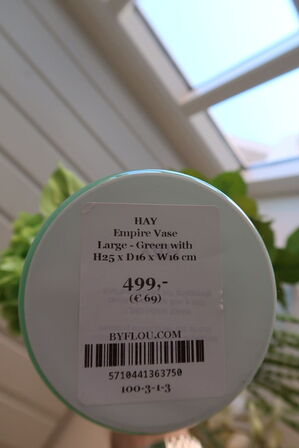 HAY
Empire Vase
Large - Green with
H25 x D16 x W16 cm
499,-
(€ 69)
BYFLOU.COM
5710441363750
100-3-1-3